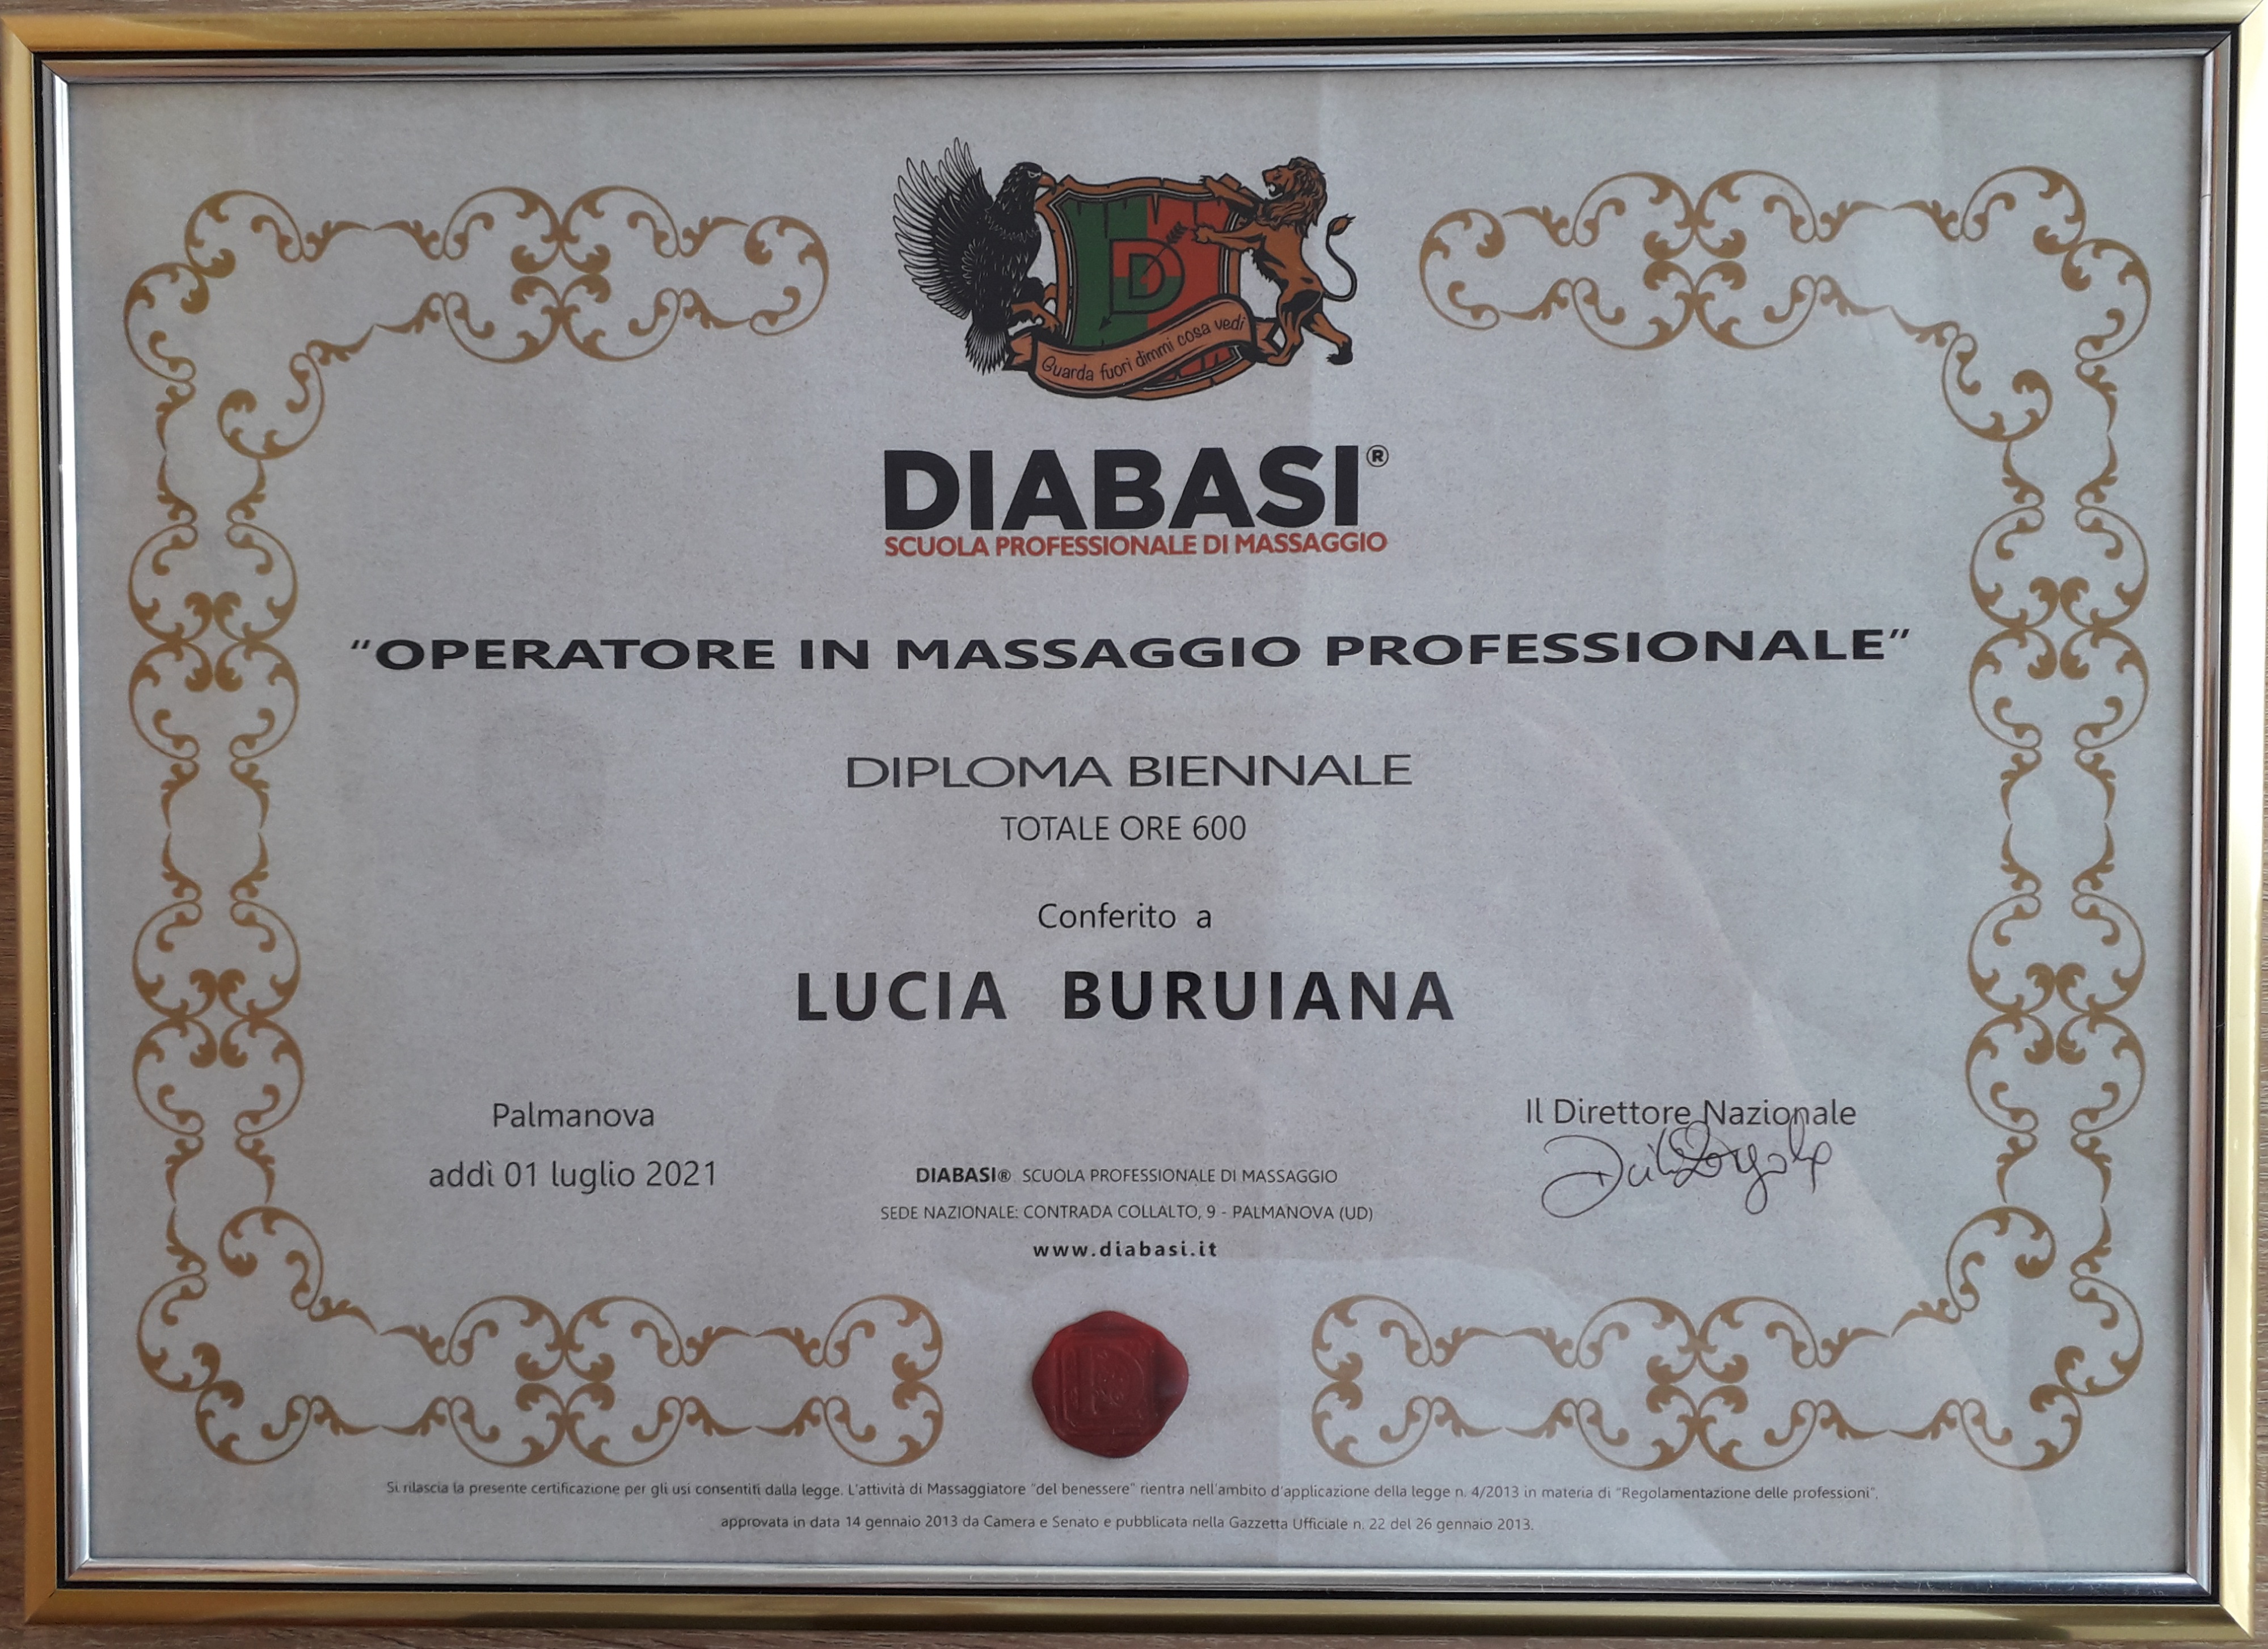 Guarda fuori dimmi cosa vedi
DIABASI®
SCUOLA PROFESSIONALE DI MASSAGGIO
“OPERATORE IN MASSAGGIO PROFESSIONALE”
DIPLOMA BIENNALE
TOTALE ORE 600
Conferito a
LUCIA BURUIANA
Palmanova
addì 01 luglio 2021
Il Direttore Nazionale
DIABASI® SCUOLA PROFESSIONALE DI MASSAGGIO
SEDE NAZIONALE: CONTRADA COLLALTO, 9 - PALMANOVA (UD)
www.diabasi.it
Si rilascia la presente certificazione per gli usi consentiti dalla legge. L'attività di Massaggiatore "del benessere" rientra nell'ambito d'applicazione della legge n. 4/2013 in materia di "Regolamentazione delle professioni",
approvata in data 14 gennaio 2013 da Camera e Senato e pubblicata nella Gazzetta Ufficiale n. 22 del 26 gennaio 2013.